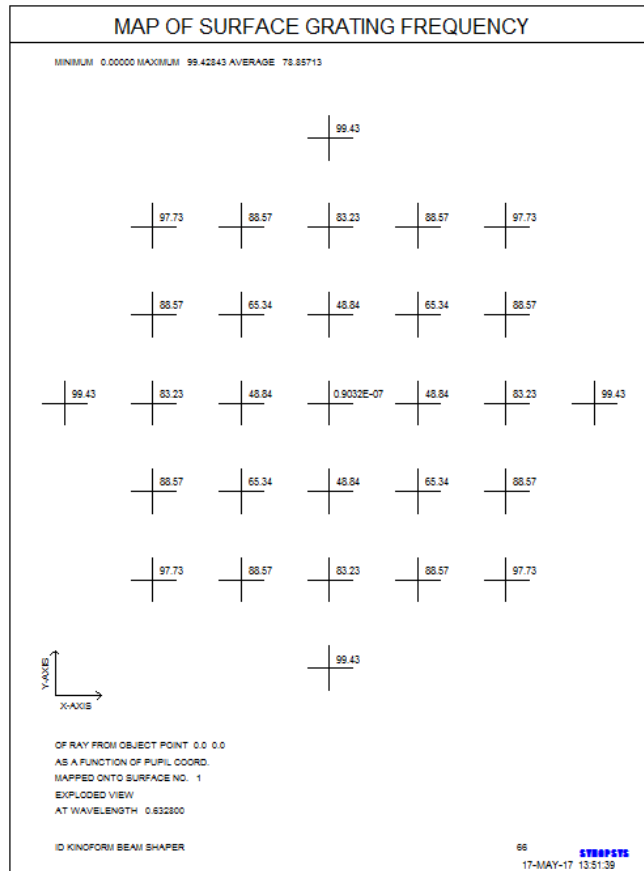 MAP OF SURFACE GRATING FREQUENCY
MINIMUM 0.00000 MAXIMUM 99.42843 AVERAGE 78.85713
99.43
97.73 88.57 83.23 88.57 97.73
88.57 65.34 48.84 65.34 88.57
99.43 83.23 48.84 0.9032E-07 48.84 83.23 99.43
88.57 65.34 48.84 65.34 88.57
97.73 88.57 83.23 88.57 97.73
99.43
Y-AXIS
X-AXIS
OF RAY FROM OBJECT POINT 0.0 0.0
AS A FUNCTION OF PUPIL COORD.
MAPPED ONTO SURFACE NO. 1
EXPLODED VIEW
AT WAVELENGTH 0.632800
ID KINOFORM BEAM SHAPER 66 SYNOPSYS
17-MAY-17 13:51:39